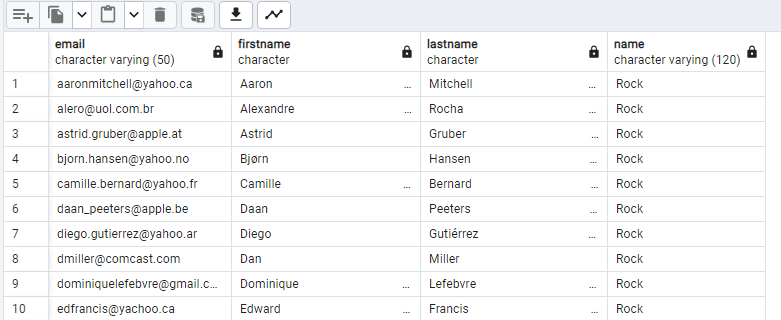 email firstname lastname name
character varying (50) character character character varying (120)
1 aaronmitchell@yahoo.ca Aaron ... Mitchell ... Rock
2 alero@uol.com.br Alexandre ... Rocha ... Rock
3 astrid.gruber@apple.at Astrid Gruber ... Rock
4 bjorn.hansen@yahoo.no Bjørn Hansen ... Rock
5 camille.bernard@yahoo.fr Camille ... Bernard ... Rock
6 daan_peeters@apple.be Daan Peeters ... Rock
7 diego.gutierrez@yahoo.ar Diego Gutiérrez ... Rock
8 dmiller@comcast.com Dan Miller Rock
9 dominiquelefebvre@gmail.c... Dominique ... Lefebvre ... Rock
10 edfrancis@yachoo.ca Edward ... Francis ... Rock